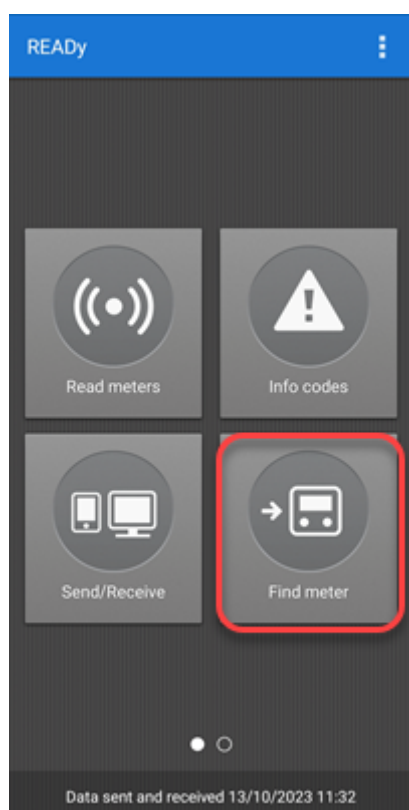 READy
Read meters
Info codes
Send/Receive
Find meter
Data sent and received 13/10/2023 11:32